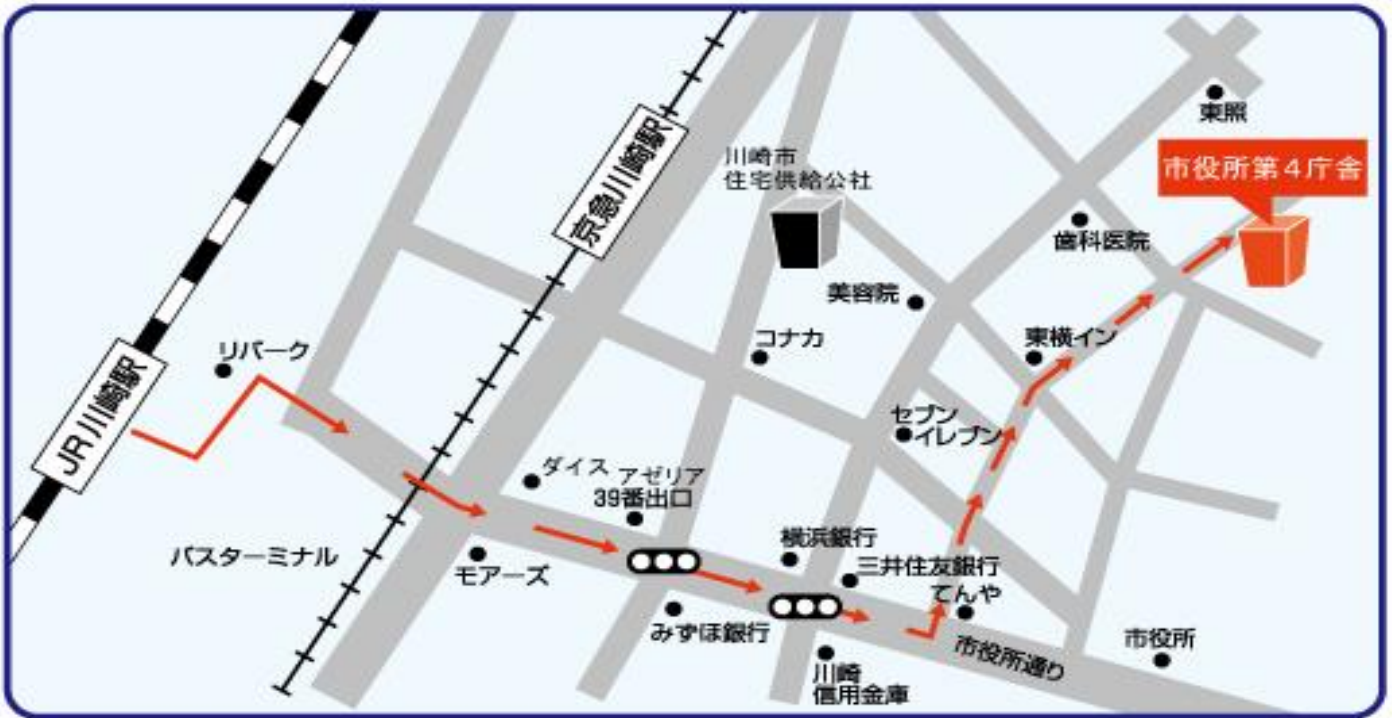 東照
川崎市
住宅供給公社
市役所第4庁舎
京急川崎駅
歯科医院
美容院
コナカ
東横イン
リパーク
JR川崎駅
セブン
イレブン
ダイス
アゼリア
39番出口
横浜銀行
三井住友銀行
てんや
バスターミナル
モアーズ
みずほ銀行
市役所通り
市役所
川崎
信用金庫